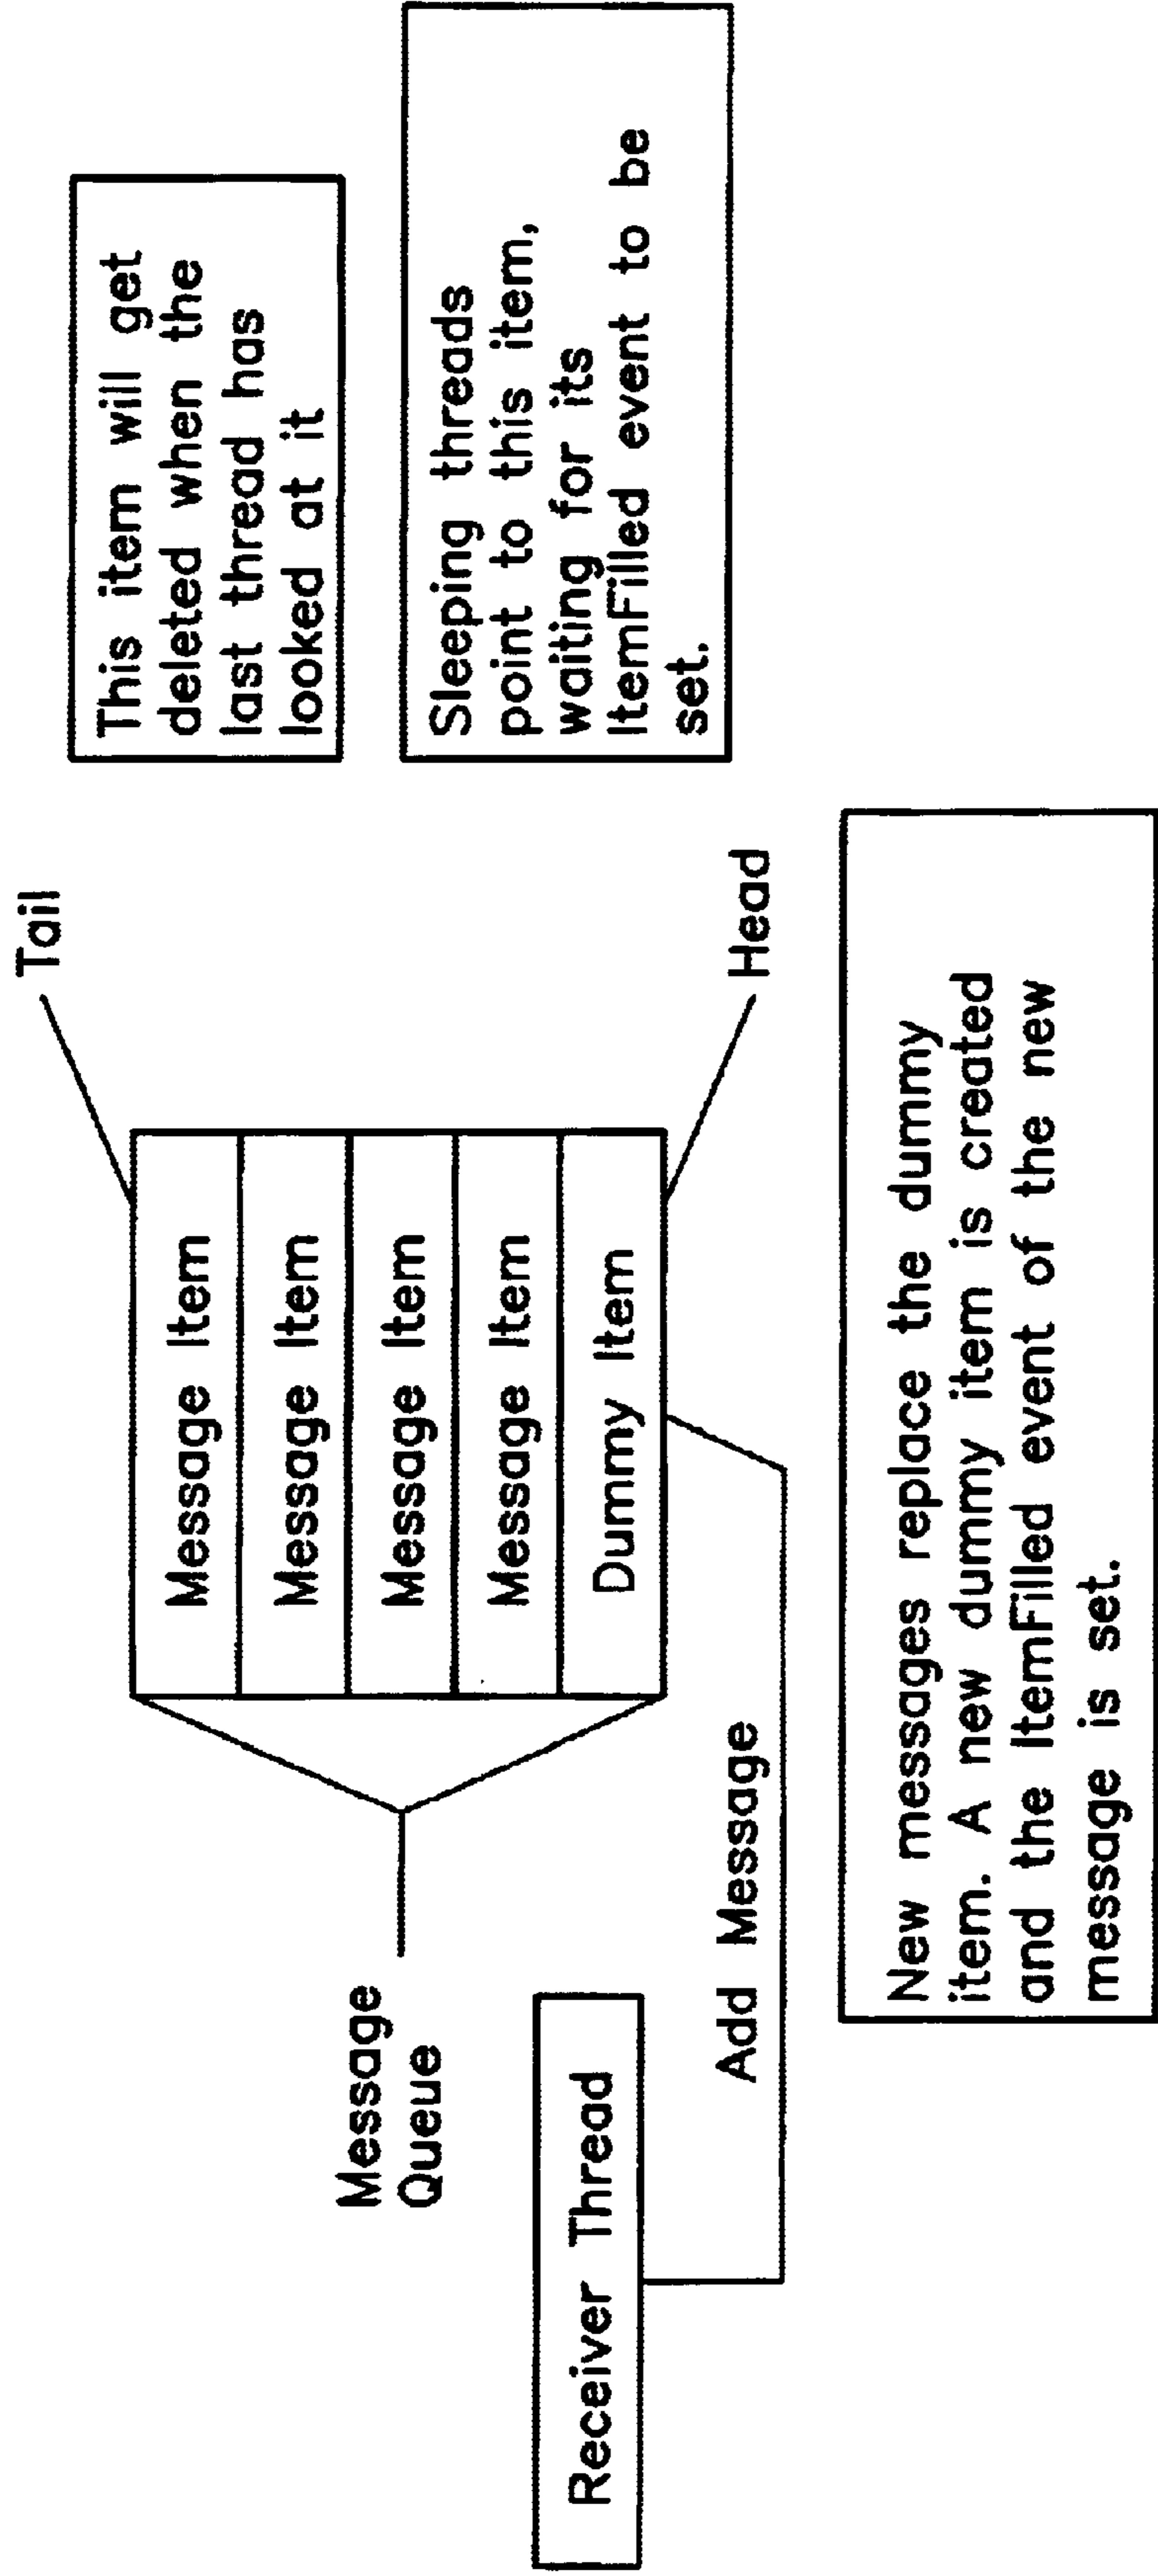 Tail
This item will get
deleted when the
last thread has
looked at it
Message Item
Message Item
Message Item
Message Item
Dummy Item
Message
Queue
Sleeping threads
point to this item,
waiting for its
ItemFilled event to be
set.
Receiver Thread
Add Message
Head
New messages replace the dummy
item. A new dummy item is created
and the ItemFilled event of the new
message is set.